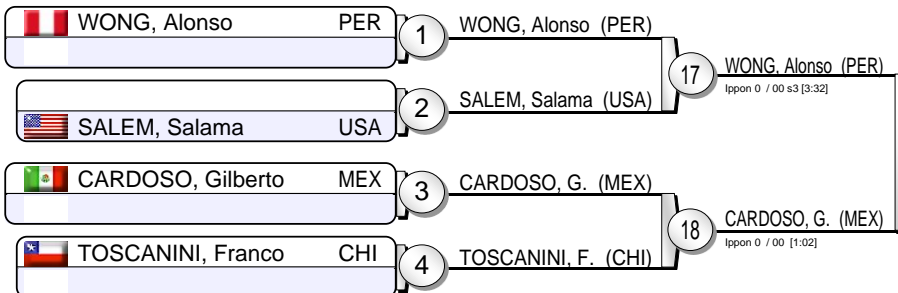 WONG, Alonso PER
1
WONG, Alonso (PER)
17
WONG, Alonso (PER)
Ippon 0 / 00 s3 [3:32]
2
SALEM, Salama (USA)
SALEM, Salama USA
CARDOSO, Gilberto MEX
3
CARDOSO, G. (MEX)
18
CARDOSO, G. (MEX)
Ippon 0 / 00 [1:02]
TOSCANINI, Franco CHI
4
TOSCANINI, F. (CHI)